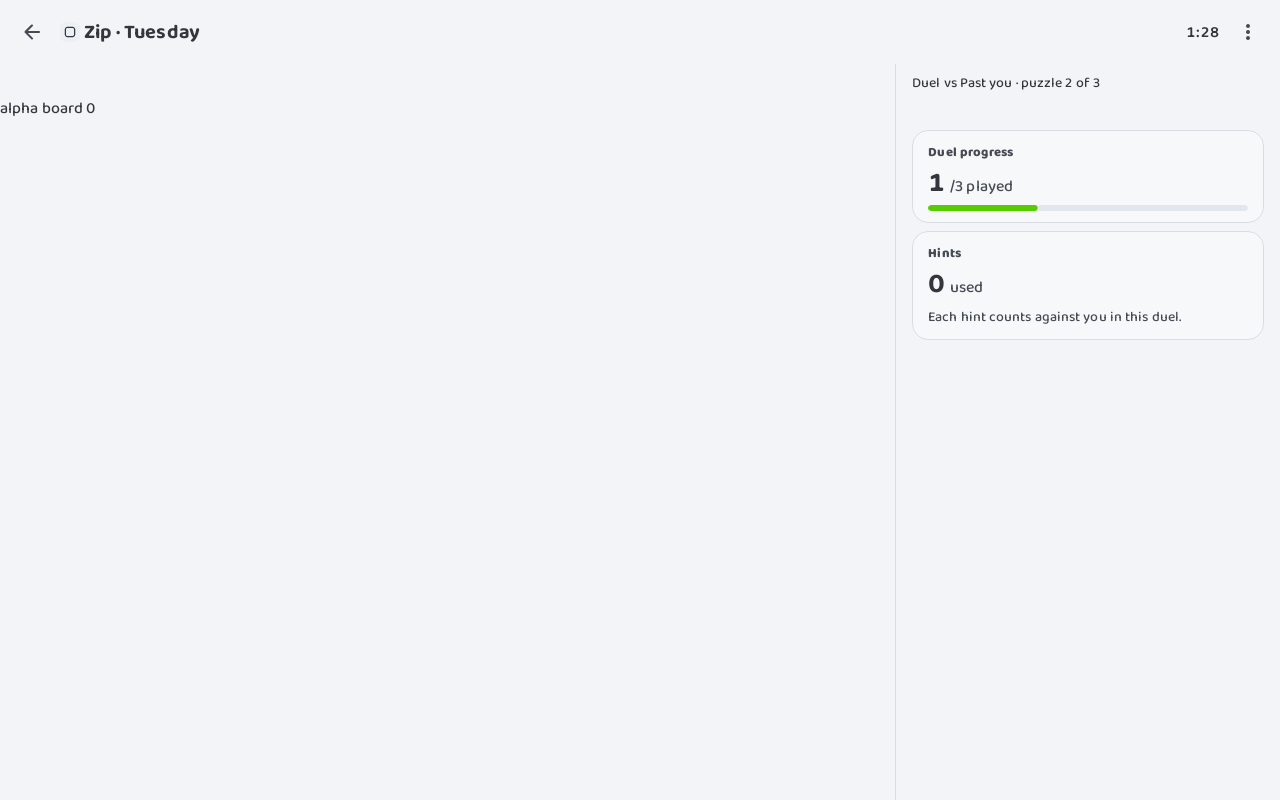 Zip · Tuesday
1:28
alpha board 0
Duel vs Past you · puzzle 2 of 3
Duel progress
1 /3 played
Hints
0 used
Each hint counts against you in this duel.